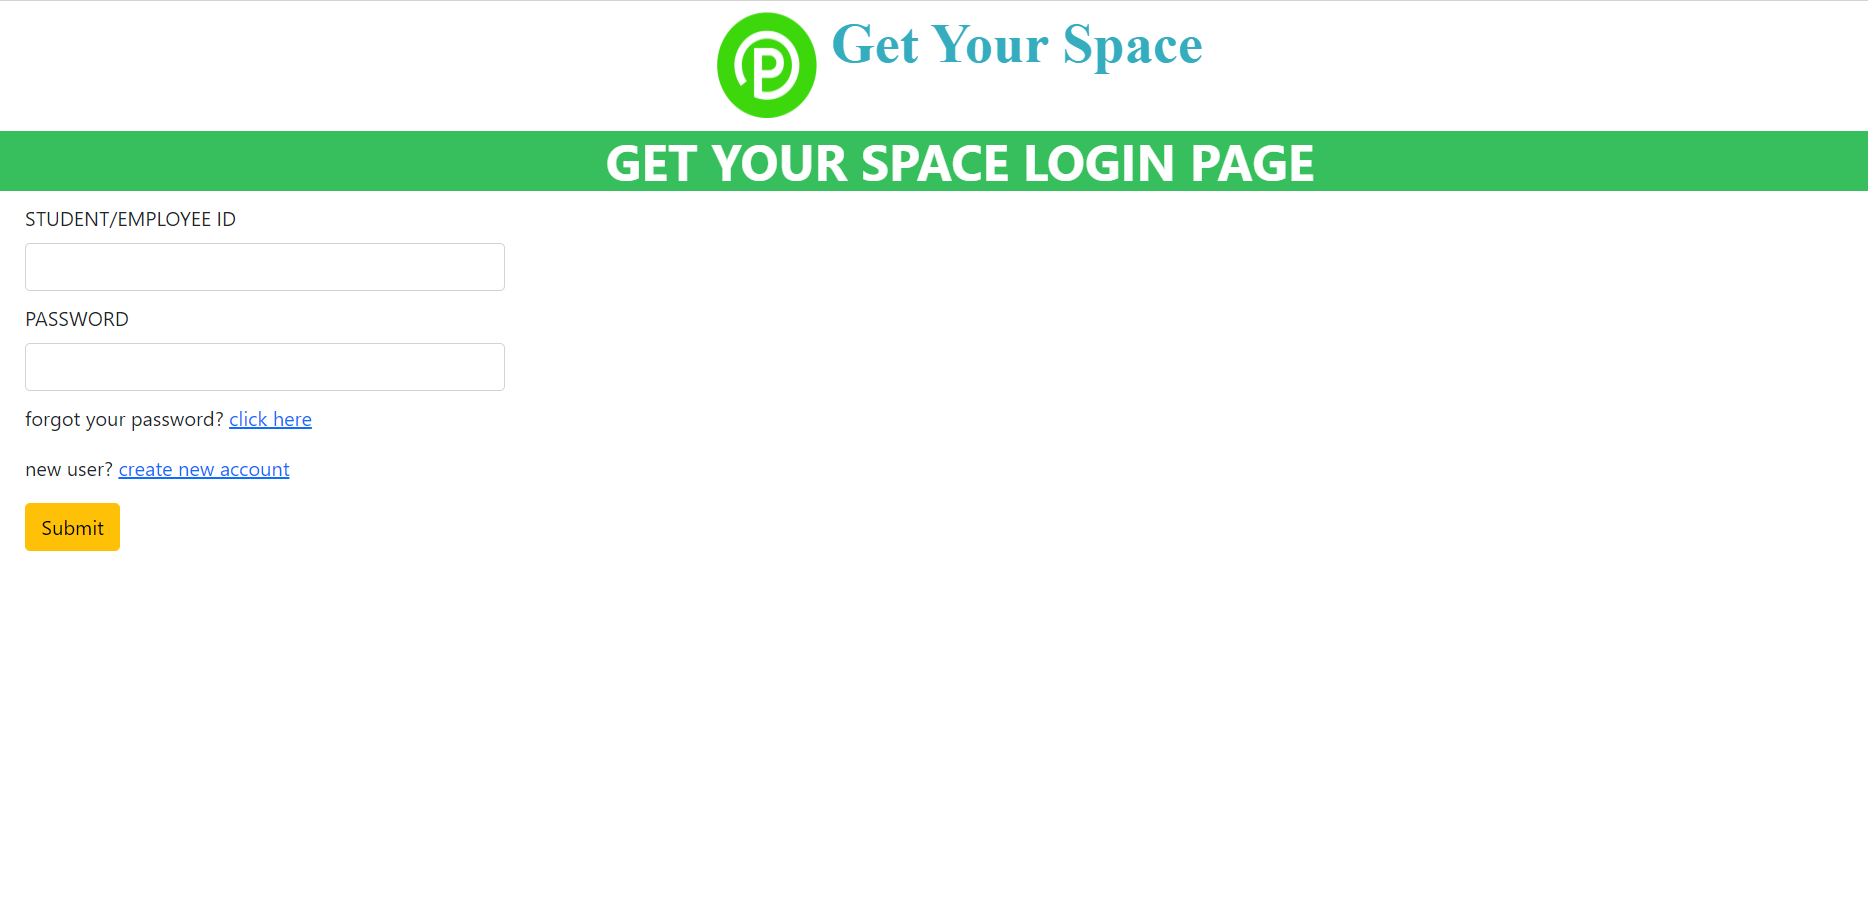 Get Your Space
GET YOUR SPACE LOGIN PAGE
STUDENT/EMPLOYEE ID
PASSWORD
forgot your password? click here
new user? create new account
Submit